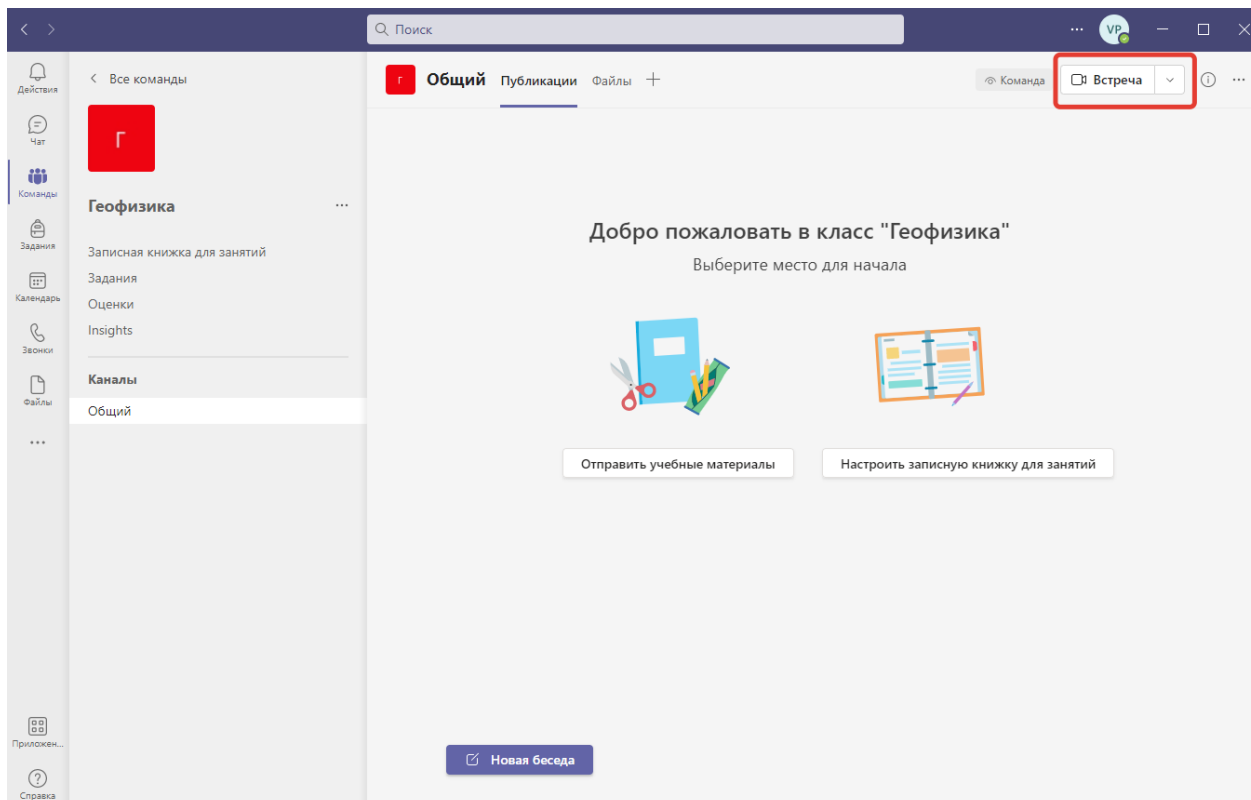 Поиск
VP
Действия
Чат
Команды
Задания
Календарь
Звонки
Файлы
Приложен...
Справка
Все команды
Г
Геофизика
Записная книжка для занятий
Задания
Оценки
Insights
Каналы
Общий
Г Общий Публикации Файлы
Команда Встреча
Добро пожаловать в класс "Геофизика"
Выберите место для начала
Отправить учебные материалы
Настроить записную книжку для занятий
Новая беседа